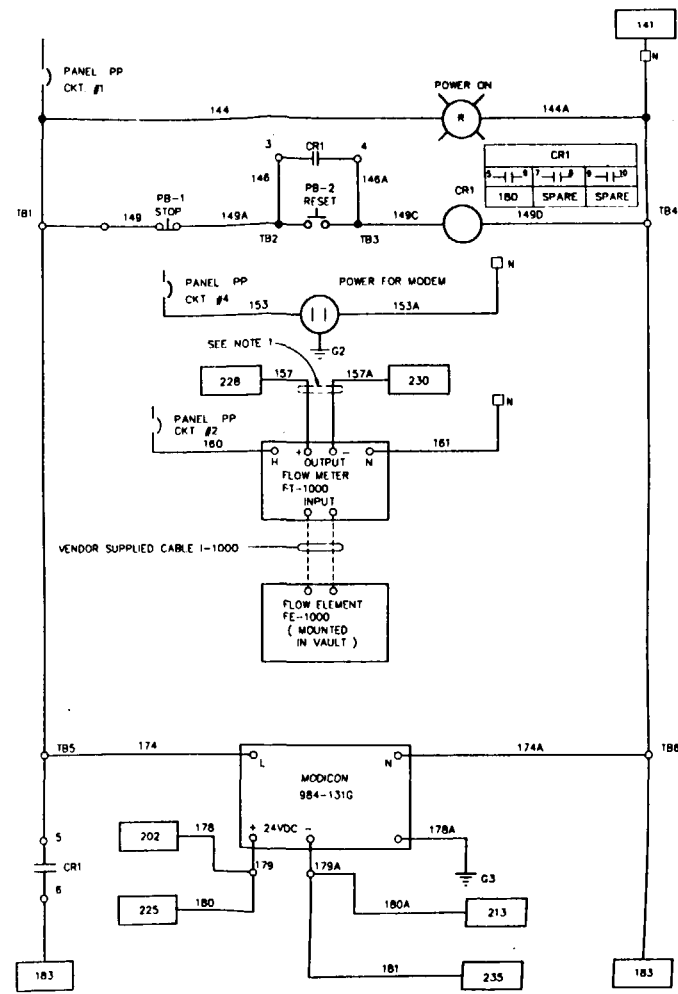 141
N
PANEL PP
CKT. #1
POWER ON
144
R
144A
3 CR1 4
146 146A
PB-2
RESET
CR1
5 6 7 8 9 10
180 SPARE SPARE
PB-1
STOP
TB1
149
149A
TB2
TB3
149C
CR1
149D
TB4
PANEL PP
CKT #4
POWER FOR MODEM
N
153
153A
G2
SEE NOTE 1
228
157
157A
230
PANEL PP
CKT #2
N
160
161
H + OUTPUT - N
FLOW METER
FT-1000
INPUT
VENDOR SUPPLIED CABLE I-1000
FLOW ELEMENT
FE-1000
( MOUNTED
IN VAULT )
TB5
174
174A
L
N
MODICON
984-131G
+ 24VDC -
202
178
178A
5
CR1
6
179
179A
G3
225
180
180A
213
181
235
183
183
TB6